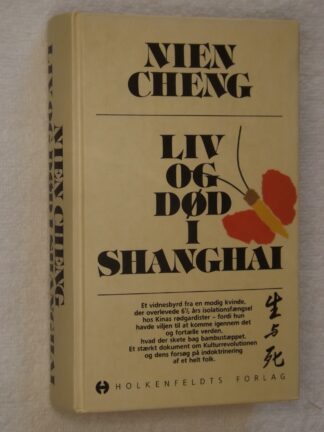 NIEN
CHENG
LIV
OG
DØD
I
SHANGHAI
Et vidnesbyrd fra en modig kvinde,
der overlevede 6½ års isolationsfængsel
hos Kinas rødgardister – fordi hun
havde viljen til at komme igennem det
og fortælle verden,
hvad der skete bag bambustæppet.
Et stærkt dokument om Kulturrevolutionen
og dens forsøg på indoktrinering
af et helt folk.
生与死
HOLKENFELDTS FORLAG
NIEN CHENG
LIV OG DØD I SHANGHAI